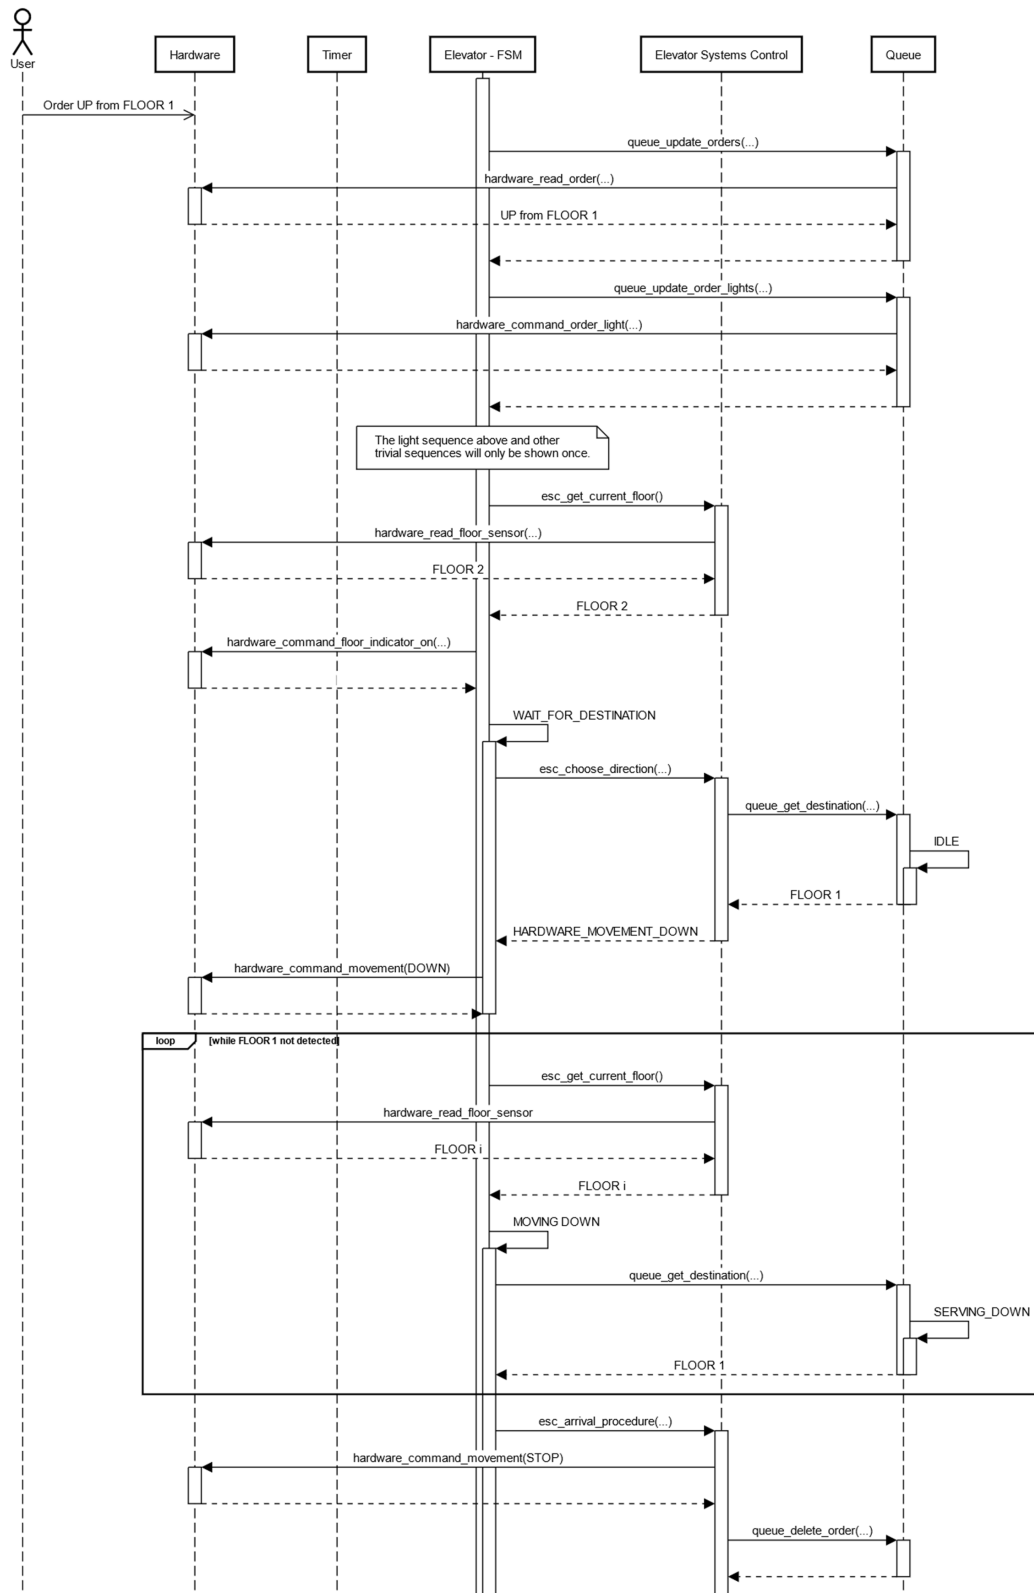 User
Hardware
Timer
Elevator - FSM
Elevator Systems Control
Queue
Order UP from FLOOR 1
queue_update_orders(...)
hardware_read_order(...)
UP from FLOOR 1
queue_update_order_lights(...)
hardware_command_order_light(...)
The light sequence above and other
trivial sequences will only be shown once.
esc_get_current_floor()
hardware_read_floor_sensor(...)
FLOOR 2
FLOOR 2
hardware_command_floor_indicator_on(...)
WAIT_FOR_DESTINATION
esc_choose_direction(...)
queue_get_destination(...)
IDLE
FLOOR 1
HARDWARE_MOVEMENT_DOWN
hardware_command_movement(DOWN)
loop [while FLOOR 1 not detected]
esc_get_current_floor()
hardware_read_floor_sensor
FLOOR i
FLOOR i
MOVING DOWN
queue_get_destination(...)
SERVING_DOWN
FLOOR 1
esc_arrival_procedure(...)
hardware_command_movement(STOP)
queue_delete_order(...)